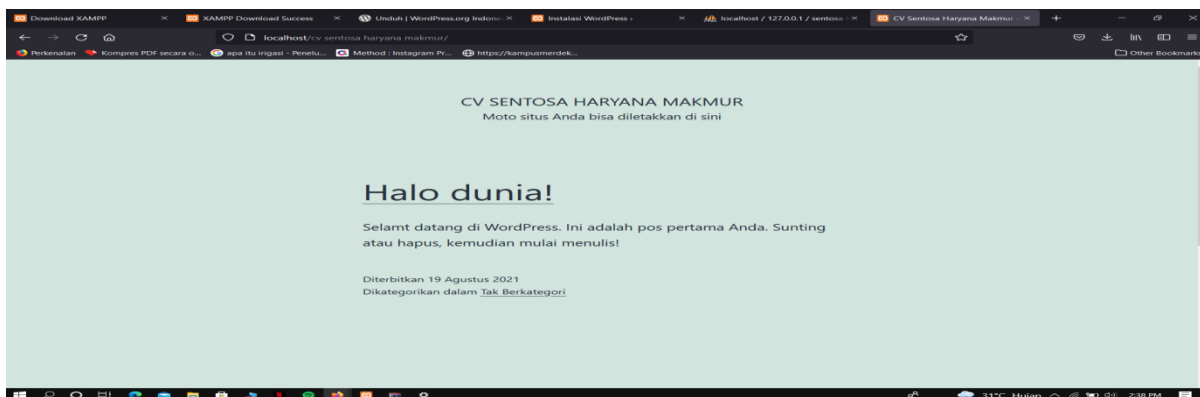 Download XAMPP
XAMPP Download Success
Unduh | WordPress.org Indone
Instalasi WordPress ‹
localhost / 127.0.0.1 / sentosa
CV Sentosa Haryana Makmur –
localhost/cv sentosa haryana makmur/
Perkenalan
Kompres PDF secara o...
apa itu irigasi - Penelu...
Method : Instagram Pr...
https://kampusmerdek...
Other Bookmarks
CV SENTOSA HARYANA MAKMUR
Moto situs Anda bisa diletakkan di sini
Halo dunia!
Selamt datang di WordPress. Ini adalah pos pertama Anda. Sunting
atau hapus, kemudian mulai menulis!
Diterbitkan 19 Agustus 2021
Dikategorikan dalam Tak Berkategori
31°C Hujan
2:38 PM